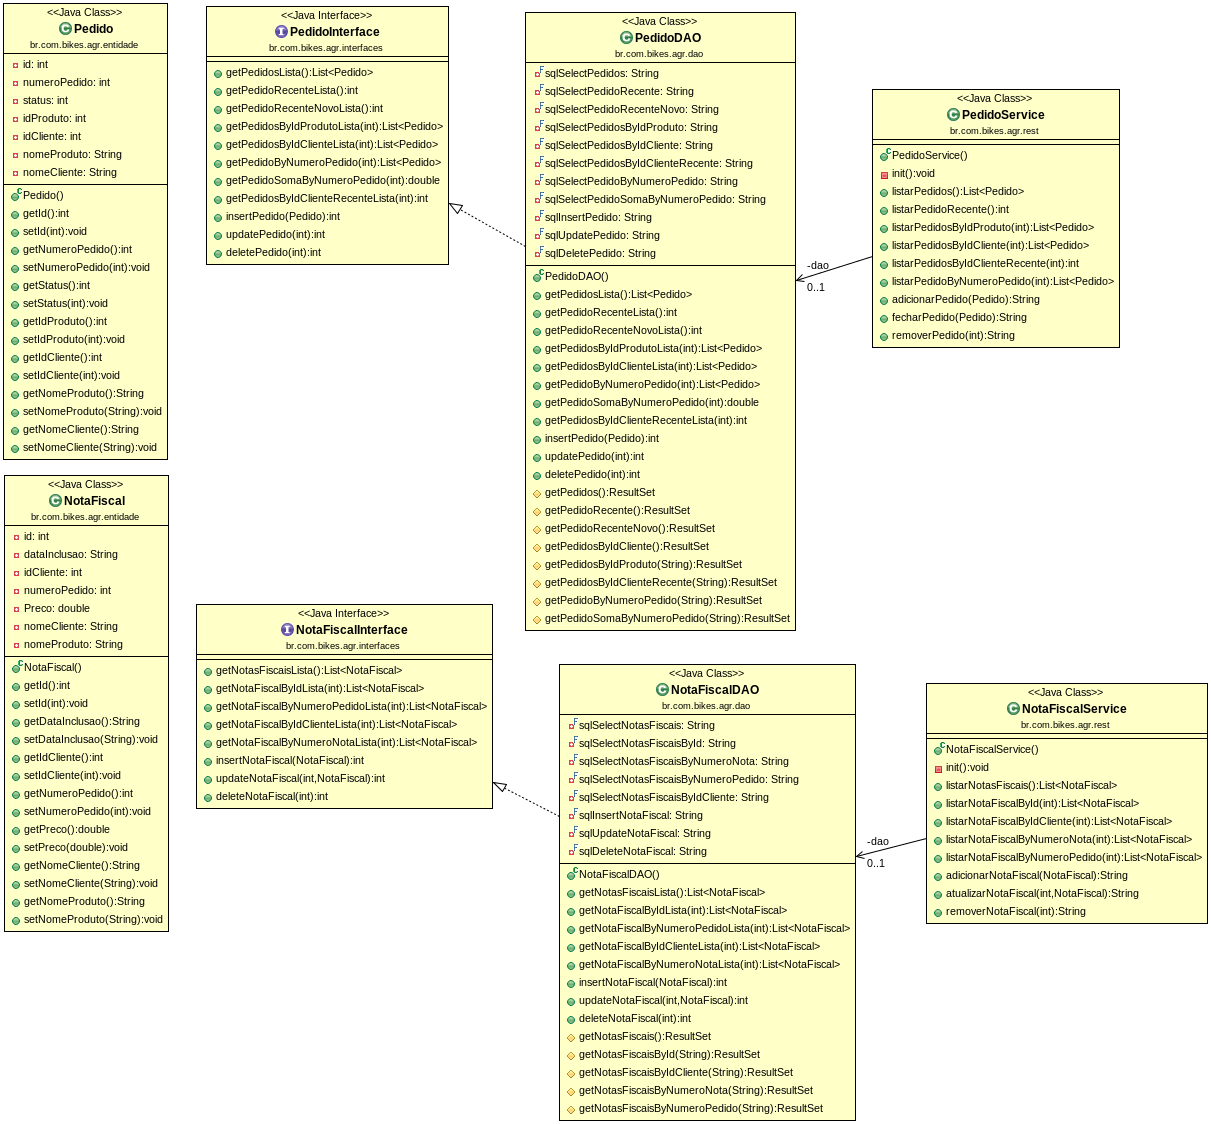 <<Java Class>>
Pedido
br.com.bikes.agr.entidade
id: int
numeroPedido: int
status: int
idProduto: int
idCliente: int
nomeProduto: String
nomeCliente: String
Pedido()
getId():int
setId(int):void
getNumeroPedido():int
setNumeroPedido(int):void
getStatus():int
setStatus(int):void
getIdProduto():int
setIdProduto(int):void
getIdCliente():int
setIdCliente(int):void
getNomeProduto():String
setNomeProduto(String):void
getNomeCliente():String
setNomeCliente(String):void
<<Java Interface>>
PedidoInterface
br.com.bikes.agr.interfaces
getPedidosLista():List<Pedido>
getPedidoRecenteLista():int
getPedidoRecenteNovoLista():int
getPedidosByIdProdutoLista(int):List<Pedido>
getPedidosByIdClienteLista(int):List<Pedido>
getPedidoByNumeroPedido(int):List<Pedido>
getPedidoSomaByNumeroPedido(int):double
getPedidosByIdClienteRecenteLista(int):int
insertPedido(Pedido):int
updatePedido(int):int
deletePedido(int):int
<<Java Class>>
PedidoDAO
br.com.bikes.agr.dao
sqlSelectPedidos: String
sqlSelectPedidoRecente: String
sqlSelectPedidoRecenteNovo: String
sqlSelectPedidosByIdProduto: String
sqlSelectPedidosByIdCliente: String
sqlSelectPedidosByIdClienteRecente: String
sqlSelectPedidoByNumeroPedido: String
sqlSelectPedidoSomaByNumeroPedido: String
sqlInsertPedido: String
sqlUpdatePedido: String
sqlDeletePedido: String
PedidoDAO()
getPedidosLista():List<Pedido>
getPedidoRecenteLista():int
getPedidoRecenteNovoLista():int
getPedidosByIdProdutoLista(int):List<Pedido>
getPedidosByIdClienteLista(int):List<Pedido>
getPedidoByNumeroPedido(int):List<Pedido>
getPedidoSomaByNumeroPedido(int):double
getPedidosByIdClienteRecenteLista(int):int
insertPedido(Pedido):int
updatePedido(int):int
deletePedido(int):int
getPedidos():ResultSet
getPedidoRecente():ResultSet
getPedidoRecenteNovo():ResultSet
getPedidosByIdCliente():ResultSet
getPedidosByIdProduto(String):ResultSet
getPedidosByIdClienteRecente(String):ResultSet
getPedidoByNumeroPedido(String):ResultSet
getPedidoSomaByNumeroPedido(String):ResultSet
-dao
0..1
<<Java Class>>
PedidoService
br.com.bikes.agr.rest
PedidoService()
init():void
listarPedidos():List<Pedido>
listarPedidoRecente():int
listarPedidosByIdProduto(int):List<Pedido>
listarPedidosByIdCliente(int):List<Pedido>
listarPedidosByIdClienteRecente(int):int
listarPedidoByNumeroPedido(int):List<Pedido>
adicionarPedido(Pedido):String
fecharPedido(Pedido):String
removerPedido(int):String
<<Java Class>>
NotaFiscal
br.com.bikes.agr.entidade
id: int
dataInclusao: String
idCliente: int
numeroPedido: int
Preco: double
nomeCliente: String
nomeProduto: String
NotaFiscal()
getId():int
setId(int):void
getDataInclusao():String
setDataInclusao(String):void
getIdCliente():int
setIdCliente(int):void
getNumeroPedido():int
setNumeroPedido(int):void
getPreco():double
setPreco(double):void
getNomeCliente():String
setNomeCliente(String):void
getNomeProduto():String
setNomeProduto(String):void
<<Java Interface>>
NotaFiscalInterface
br.com.bikes.agr.interfaces
getNotasFiscaisLista():List<NotaFiscal>
getNotaFiscalByIdLista(int):List<NotaFiscal>
getNotaFiscalByNumeroPedidoLista(int):List<NotaFiscal>
getNotaFiscalByIdClienteLista(int):List<NotaFiscal>
getNotaFiscalByNumeroNotaLista(int):List<NotaFiscal>
insertNotaFiscal(NotaFiscal):int
updateNotaFiscal(int,NotaFiscal):int
deleteNotaFiscal(int):int
<<Java Class>>
NotaFiscalDAO
br.com.bikes.agr.dao
sqlSelectNotasFiscais: String
sqlSelectNotasFiscaisById: String
sqlSelectNotasFiscaisByNumeroNota: String
sqlSelectNotasFiscaisByNumeroPedido: String
sqlSelectNotasFiscaisByIdCliente: String
sqlInsertNotaFiscal: String
sqlUpdateNotaFiscal: String
sqlDeleteNotaFiscal: String
NotaFiscalDAO()
getNotasFiscaisLista():List<NotaFiscal>
getNotaFiscalByIdLista(int):List<NotaFiscal>
getNotaFiscalByNumeroPedidoLista(int):List<NotaFiscal>
getNotaFiscalByIdClienteLista(int):List<NotaFiscal>
getNotaFiscalByNumeroNotaLista(int):List<NotaFiscal>
insertNotaFiscal(NotaFiscal):int
updateNotaFiscal(int,NotaFiscal):int
deleteNotaFiscal(int):int
getNotasFiscais():ResultSet
getNotasFiscaisById(String):ResultSet
getNotasFiscaisByIdCliente(String):ResultSet
getNotasFiscaisByNumeroNota(String):ResultSet
getNotasFiscaisByNumeroPedido(String):ResultSet
-dao
0..1
<<Java Class>>
NotaFiscalService
br.com.bikes.agr.rest
NotaFiscalService()
init():void
listarNotasFiscais():List<NotaFiscal>
listarNotaFiscalById(int):List<NotaFiscal>
listarNotaFiscalByIdCliente(int):List<NotaFiscal>
listarNotaFiscalByNumeroNota(int):List<NotaFiscal>
listarNotaFiscalByNumeroPedido(int):List<NotaFiscal>
adicionarNotaFiscal(NotaFiscal):String
atualizarNotaFiscal(int,NotaFiscal):String
removerNotaFiscal(int):String